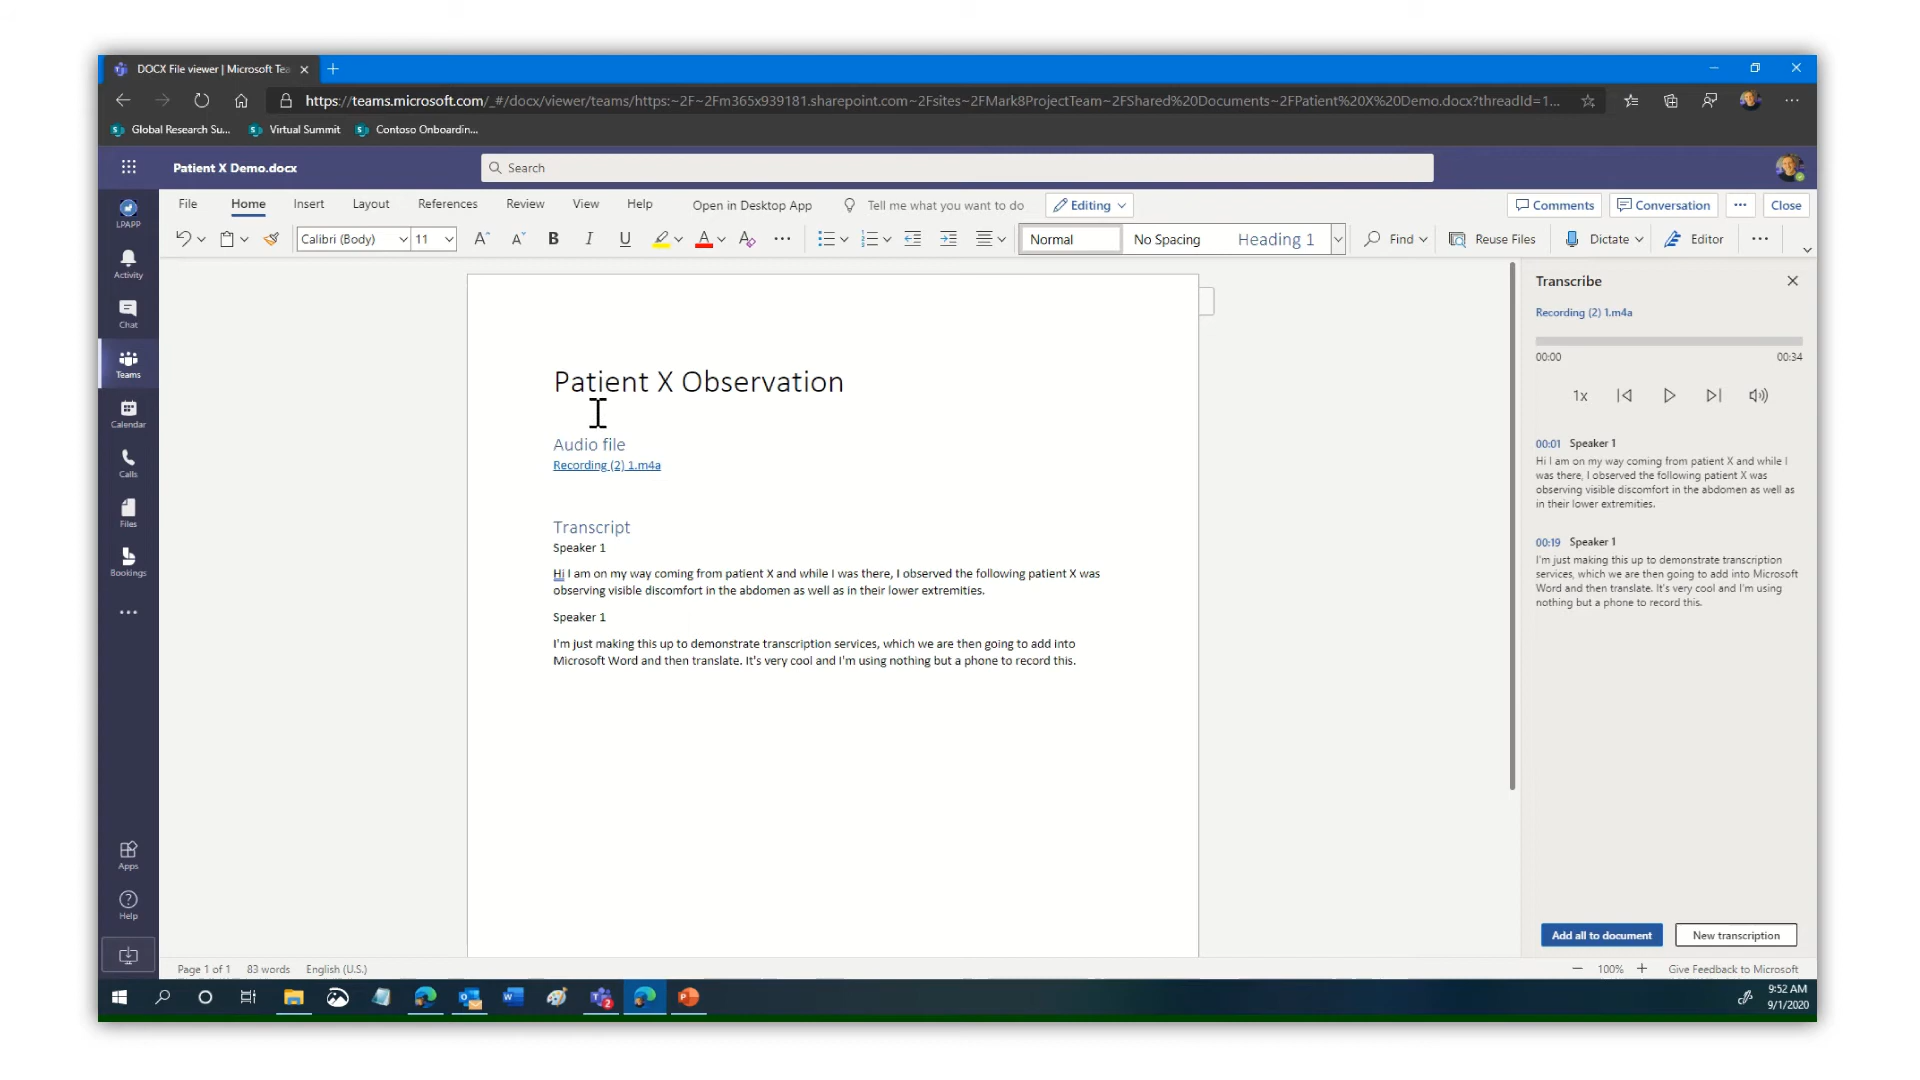 DOCX File viewer | Microsoft Tea
https://teams.microsoft.com/_#/docx/viewer/teams/https:~2F~2Fm365x939181.sharepoint.com~2Fsites~2FMark8ProjectTeam~2FShared%20Documents~2FPatient%20X%20Demo.docx?threadId=1...
Global Research Su... Virtual Summit Contoso Onboardin...
Patient X Demo.docx
Search
File Home Insert Layout References Review View Help Open in Desktop App Tell me what you want to do Editing Comments Conversation ... Close
Calibri (Body) 11 A A B I U A A ... Normal No Spacing Heading 1 Find Reuse Files Dictate Editor ...
LPAPP
Activity
Chat
Teams
Calendar
Calls
Files
Bookings
...
Apps
Help
Patient X Observation
Audio file
Recording (2) 1.m4a
Transcript
Speaker 1
Hi I am on my way coming from patient X and while I was there, I observed the following patient X was
observing visible discomfort in the abdomen as well as in their lower extremities.
Speaker 1
I'm just making this up to demonstrate transcription services, which we are then going to add into
Microsoft Word and then translate. It's very cool and I'm using nothing but a phone to record this.
Transcribe
Recording (2) 1.m4a
00:00 00:34
1x
00:01 Speaker 1
Hi I am on my way coming from patient X and while I
was there, I observed the following patient X was
observing visible discomfort in the abdomen as well as
in their lower extremities.
00:19 Speaker 1
I'm just making this up to demonstrate transcription
services, which we are then going to add into Microsoft
Word and then translate. It's very cool and I'm using
nothing but a phone to record this.
Add all to document New transcription
Page 1 of 1 83 words English (U.S.) 100% Give Feedback to Microsoft
9:52 AM
9/1/2020